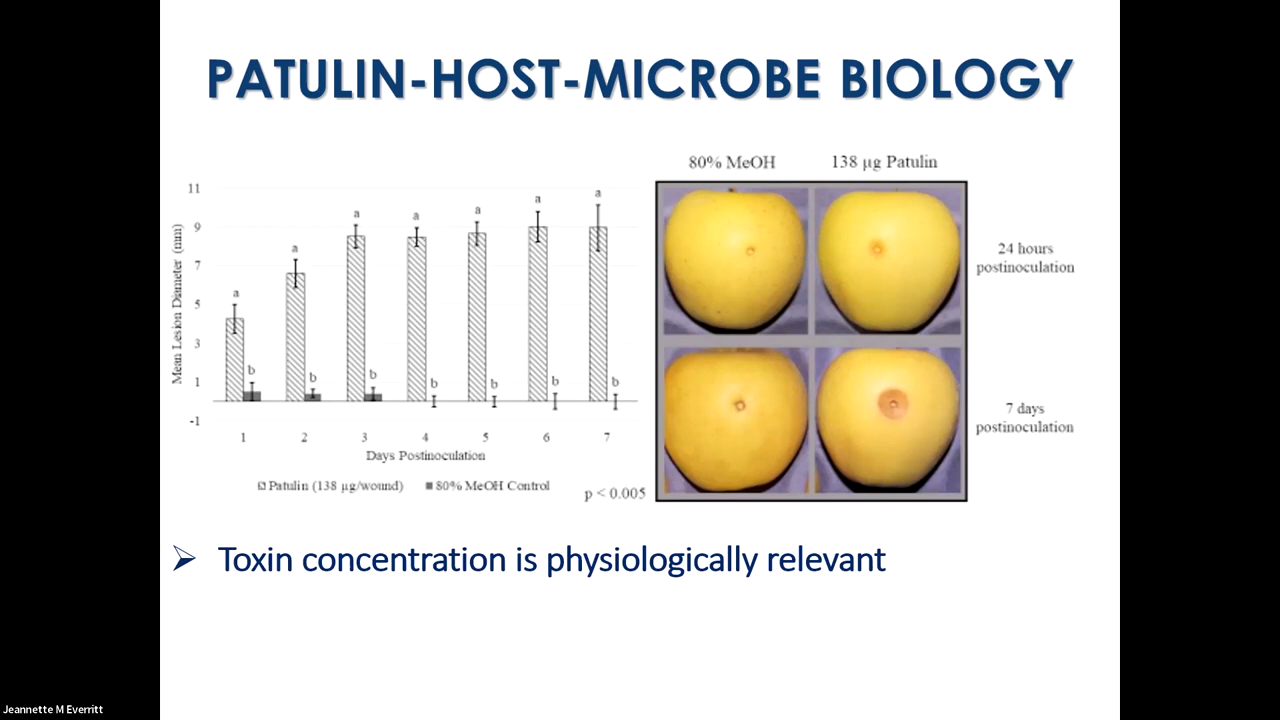 PATULIN-HOST-MICROBE BIOLOGY
80% MeOH
138 µg Patulin
11
9
7
5
3
1
-1
Mean Lesion Diameter (mm)
a
b
a
b
a
b
a
b
a
b
a
b
a
b
1
2
3
4
5
6
7
Days Postinoculation
Patulin (138 µg/wound)
80% MeOH Control
p < 0.005
24 hours
postinoculation
7 days
postinoculation
Toxin concentration is physiologically relevant
Jeannette M Everritt